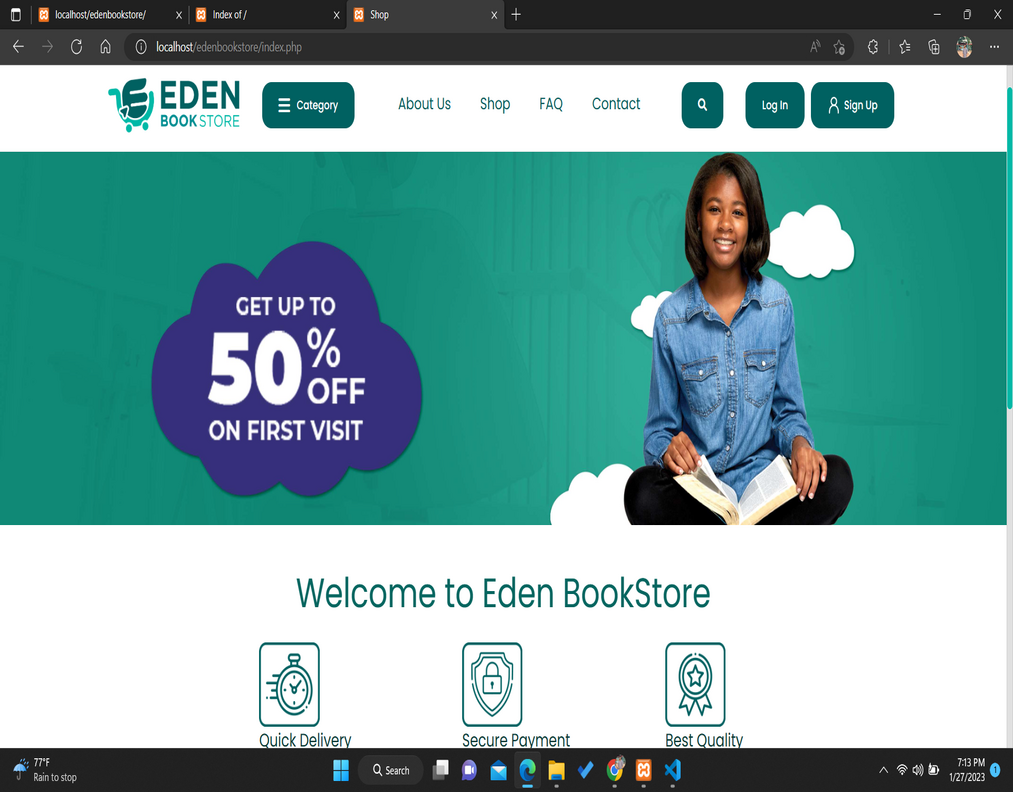 localhost/edenbookstore/
Index of /
Shop
localhost/edenbookstore/index.php
EDEN
BOOK STORE
Category
About Us
Shop
FAQ
Contact
Log In
Sign Up
GET UP TO
50%
OFF
ON FIRST VISIT
Welcome to Eden BookStore
Quick Delivery
Secure Payment
Best Quality
77°F
Rain to stop
Search
7:13 PM
1/27/2023
1